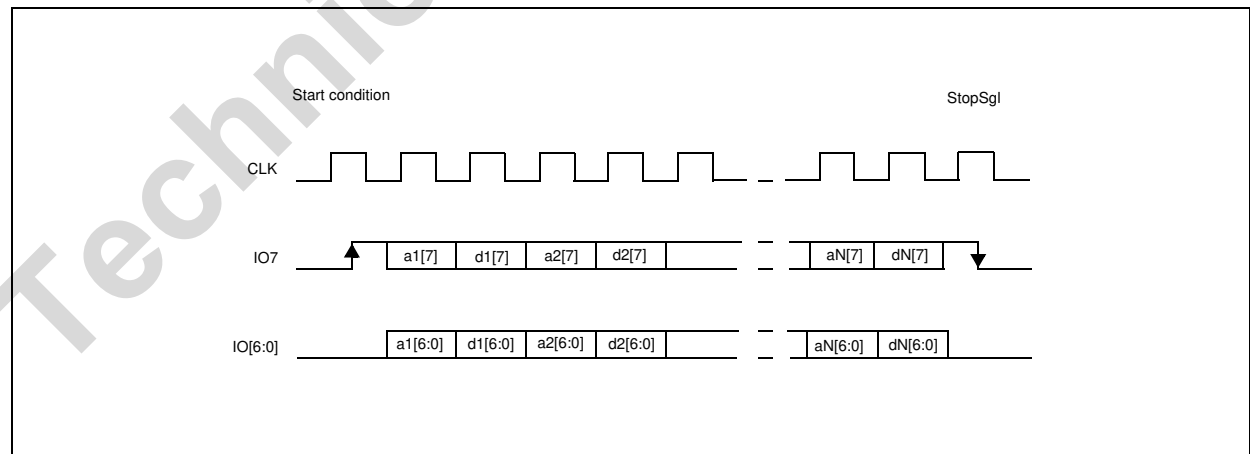 Technic
Start condition
StopSgl
CLK
IO7
a1[7] d1[7] a2[7] d2[7] aN[7] dN[7]
IO[6:0]
a1[6:0] d1[6:0] a2[6:0] d2[6:0] aN[6:0] dN[6:0]